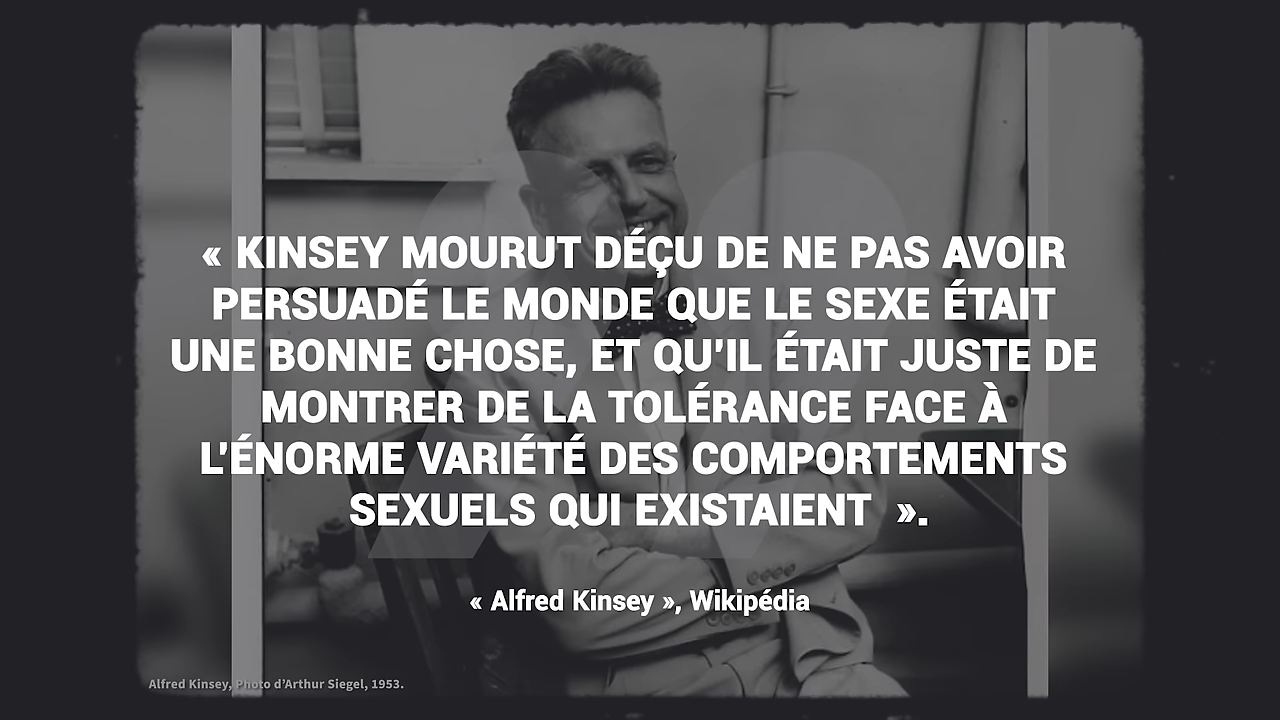 « KINSEY MOURUT DÉÇU DE NE PAS AVOIR
PERSUADÉ LE MONDE QUE LE SEXE ÉTAIT
UNE BONNE CHOSE, ET QU'IL ÉTAIT JUSTE DE
MONTRER DE LA TOLÉRANCE FACE À
L'ÉNORME VARIÉTÉ DES COMPORTEMENTS
SEXUELS QUI EXISTAIENT ».
« Alfred Kinsey », Wikipédia
Alfred Kinsey, Photo d'Arthur Siegel, 1953.